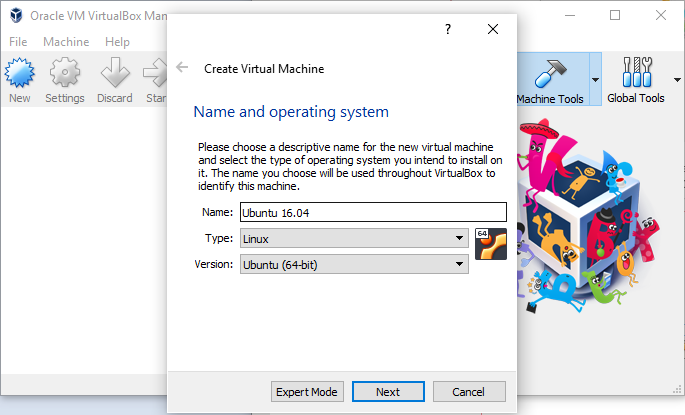 Oracle VM VirtualBox Man
File Machine Help
New Settings Discard Star
Machine Tools Global Tools
?
Create Virtual Machine
Name and operating system
Please choose a descriptive name for the new virtual machine
and select the type of operating system you intend to install on
it. The name you choose will be used throughout VirtualBox to
identify this machine.
Name: Ubuntu 16.04
Type: Linux
64
Version: Ubuntu (64-bit)
Expert Mode Next Cancel